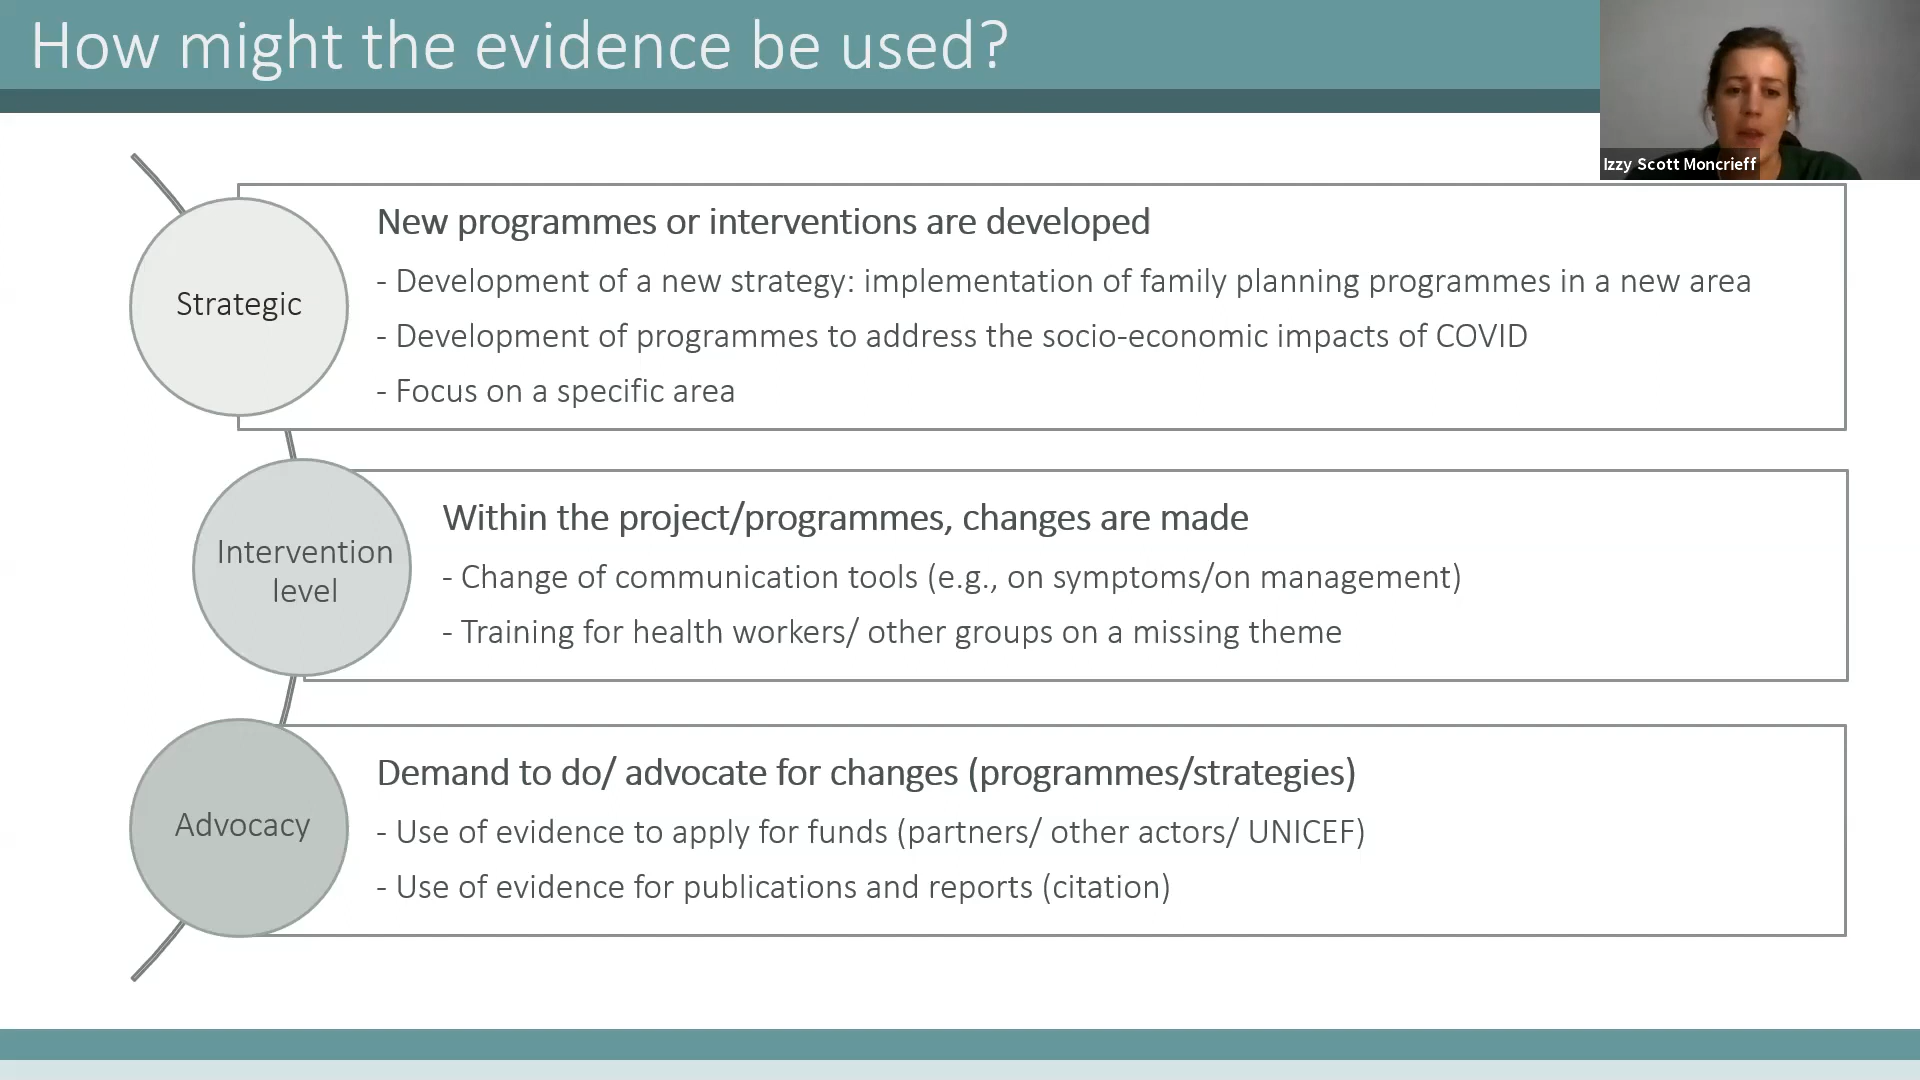 How might the evidence be used?
Izzy Scott Moncrieff
Strategic
New programmes or interventions are developed
- Development of a new strategy: implementation of family planning programmes in a new area
- Development of programmes to address the socio-economic impacts of COVID
- Focus on a specific area
Intervention
level
Within the project/programmes, changes are made
- Change of communication tools (e.g., on symptoms/on management)
- Training for health workers/ other groups on a missing theme
Advocacy
Demand to do/ advocate for changes (programmes/strategies)
- Use of evidence to apply for funds (partners/ other actors/ UNICEF)
- Use of evidence for publications and reports (citation)